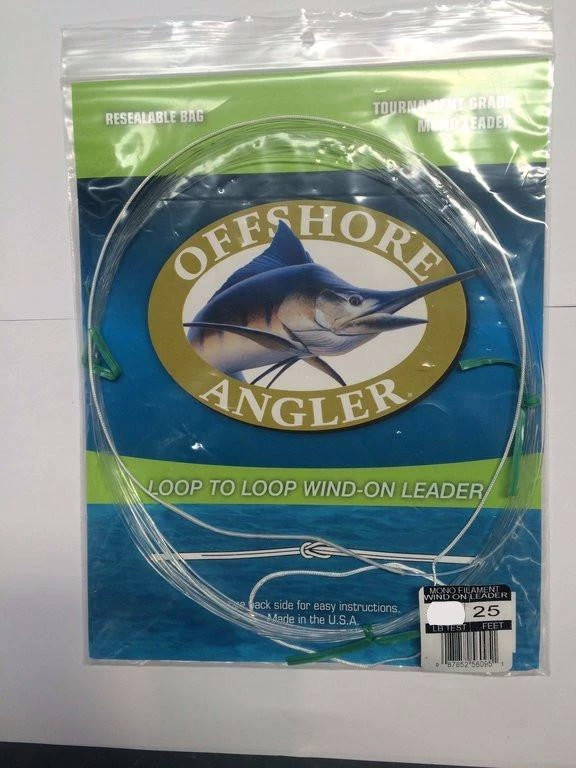 RESEALABLE BAG
TOURNAMENT GRADE
MONO LEADER
OFFSHORE
ANGLER
LOOP TO LOOP WIND-ON LEADER
back side for easy instructions.
Made in the U.S.A.
MONO FILAMENT
WIND ON LEADER
25
LB TEST FEET